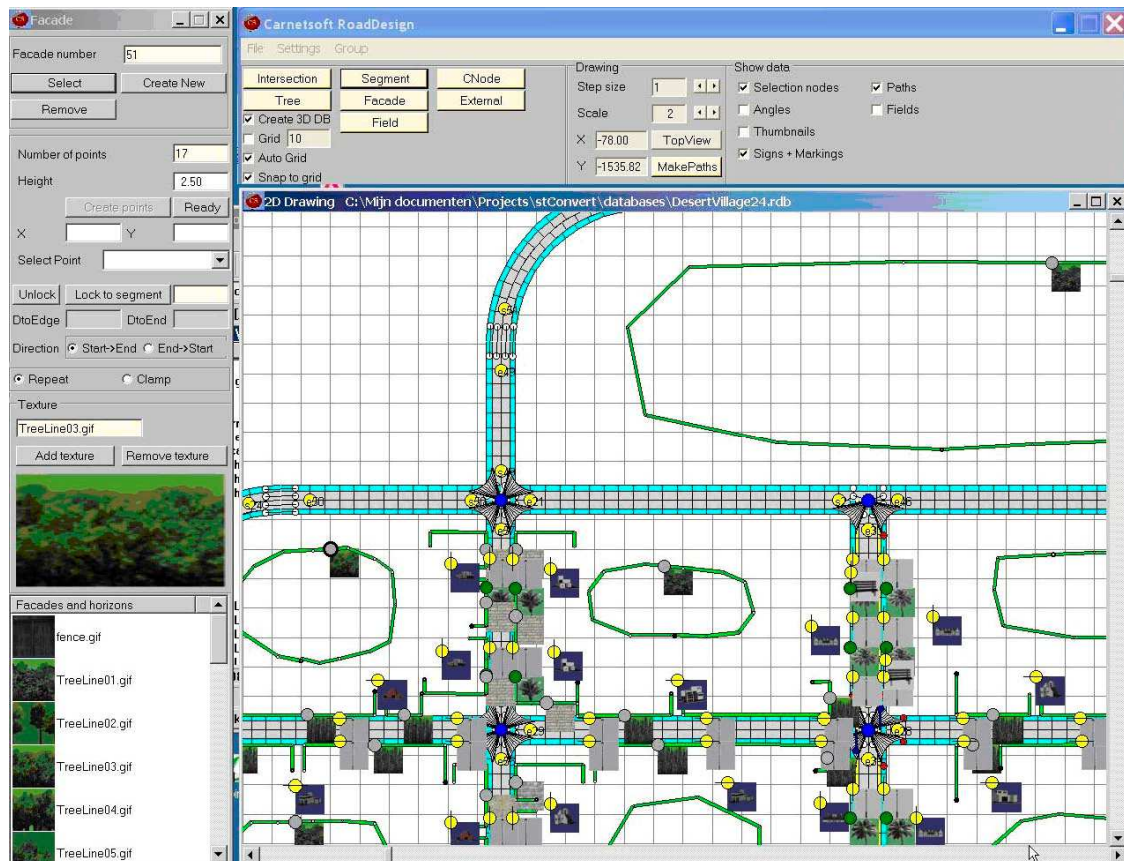 Facade
Facade number 51
Select Create New
Remove
Number of points 17
Height 2.50
Create points Ready
X Y
Select Point
Unlock Lock to segment
DtoEdge DtoEnd
Direction Start->End End->Start
Repeat Clamp
Texture
TreeLine03.gif
Add texture Remove texture
Facades and horizons
fence.gif
TreeLine01.gif
TreeLine02.gif
TreeLine03.gif
TreeLine04.gif
TreeLine05.gif
Carnetsoft RoadDesign
File Settings Group
Intersection Segment CNode
Tree Facade External
Create 3D DB Field
Grid 10
Auto Grid
Snap to grid
Drawing
Step size 1
Scale 2
X -78.00 TopView
Y -1535.82 MakePaths
Show data
Selection nodes Paths
Angles Fields
Thumbnails
Signs + Markings
2D Drawing C:\Mijn documenten\Projects\stConvert\databases\DesertVillage24.rdb
e21
e29